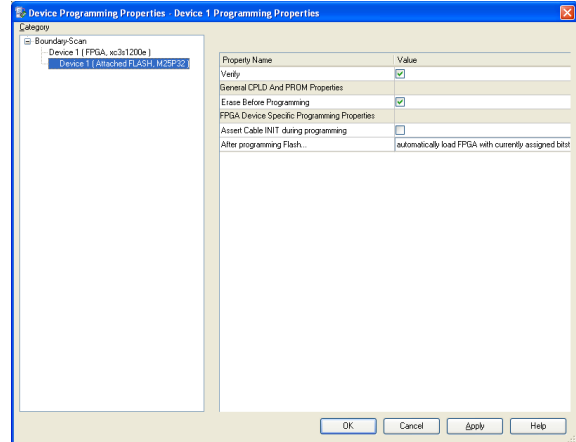 Device Programming Properties - Device 1 Programming Properties
Category
Boundary-Scan
Device 1 ( FPGA, xc3s1200e )
Device 1 ( Attached FLASH, M25P32 )
Property Name Value
Verify
General CPLD And PROM Properties
Erase Before Programming
FPGA Device Specific Programming Properties
Assert Cable INIT during programming
After programming Flash... automatically load FPGA with currently assigned bitst
OK Cancel Apply Help